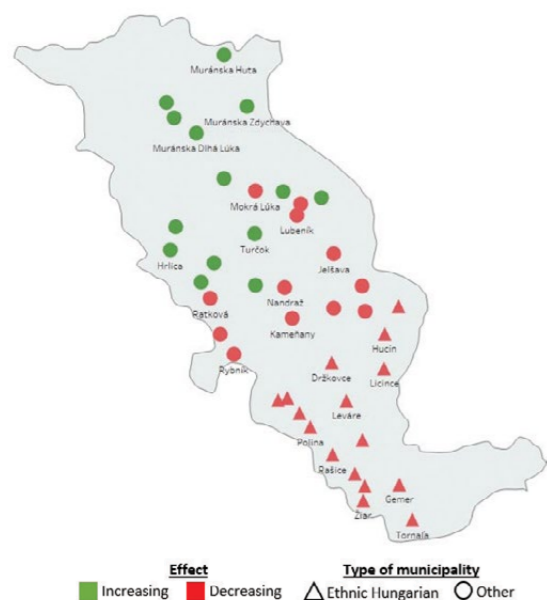 Muránska Huta
Muránska Zdychava
Muránska Dlhá Lúka
Mokrá Lúka
Lubeník
Turčok
Hrlica
Jelšava
Nandraž
Ratková
Kameňany
Hucín
Rybník
Držkovce
Licince
Leváre
Polina
Rašice
Gemer
Žiar
Tornaľa
Effect
Type of municipality
Increasing
Decreasing
Ethnic Hungarian
Other